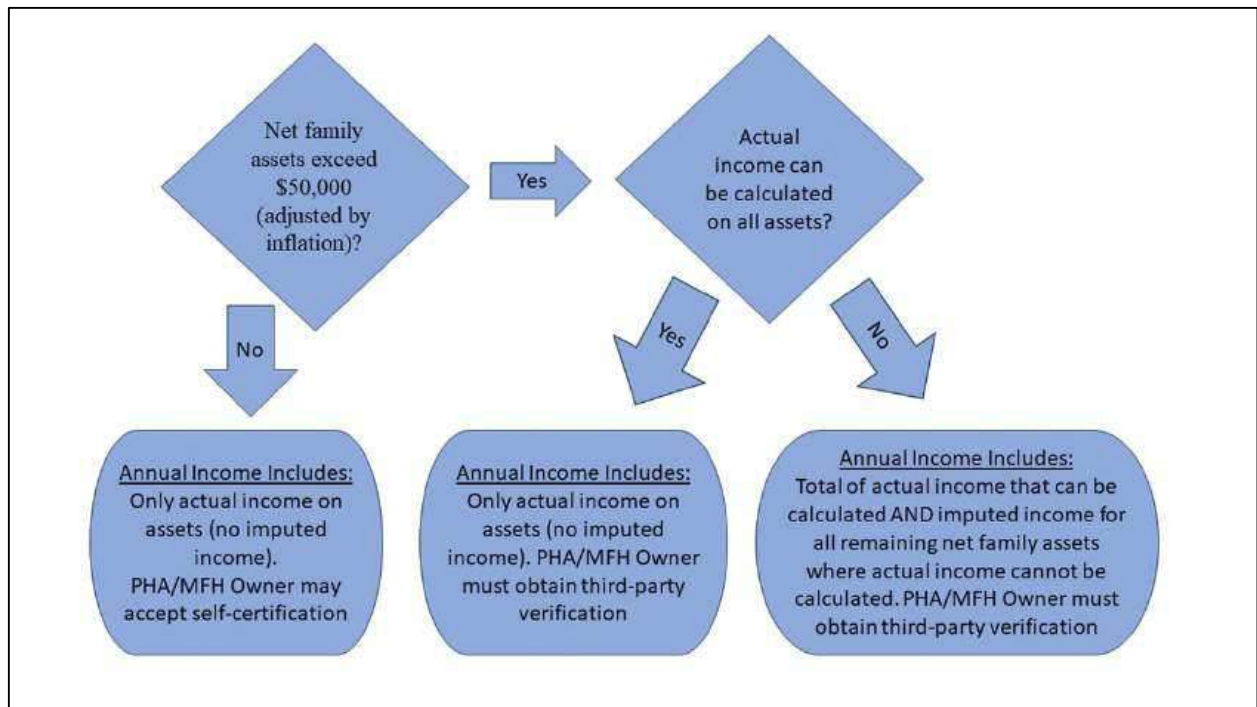 Net family
assets exceed
$50,000
(adjusted by
inflation)?
Yes
Actual
income can
be calculated
on all assets?
No
Yes
No
Annual Income Includes:
Only actual income on
assets (no imputed
income).
PHA/MFH Owner may
accept self-certification
Annual Income Includes:
Only actual income on
assets (no imputed
income). PHA/MFH Owner
must obtain third-party
verification
Annual Income Includes:
Total of actual income that can be
calculated AND imputed income for
all remaining net family assets
where actual income cannot be
calculated. PHA/MFH Owner must
obtain third-party verification